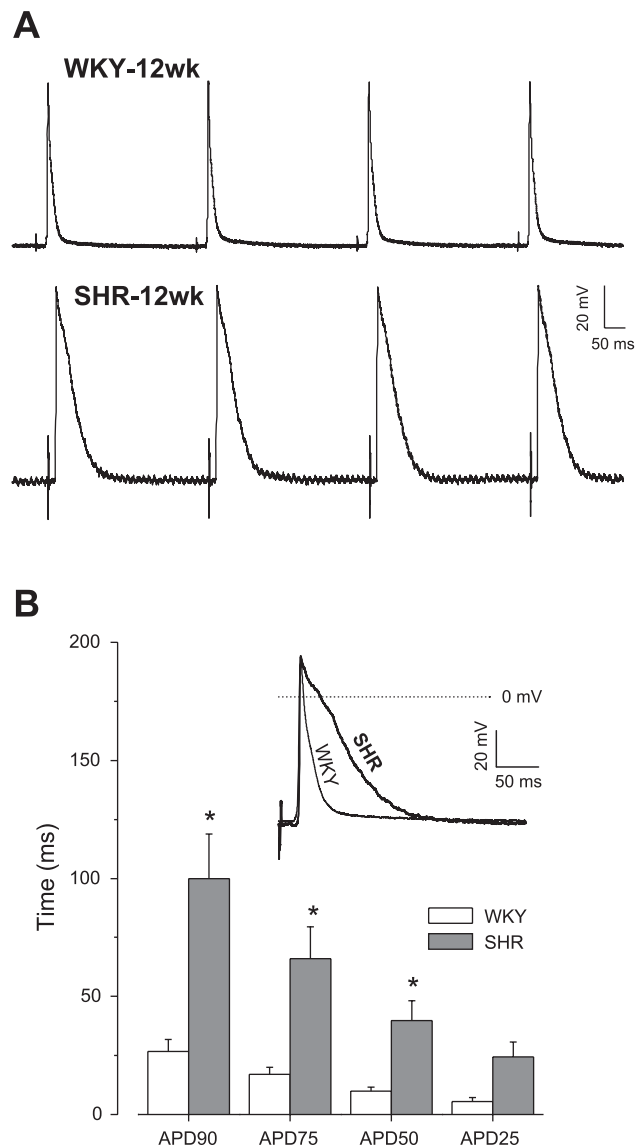 A
WKY-12wk
SHR-12wk
20 mV
50 ms
B
200
150
100
50
0
Time (ms)
0 mV
20 mV
50 ms
WKY
SHR
*
*
*
WKY
SHR
APD90
APD75
APD50
APD25